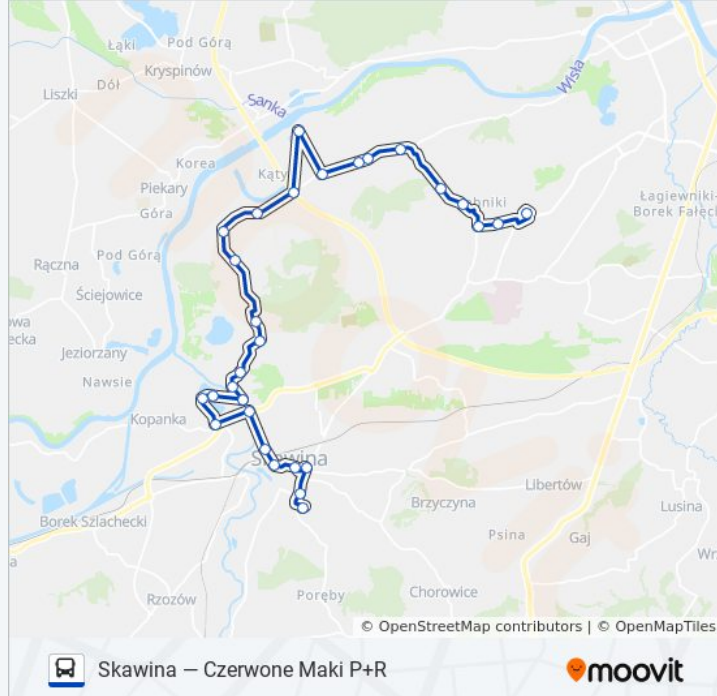 Łąki
Pod Górą
Kryspinów
Liszki
Dół
Sanka
Wisła
Korea
Kąty
Piekary
Góra
Pod Górą
Łagiewniki-
Borek Fałęck
Rączna
Ściejowice
Jeziorzany
Nawsie
Kopanka
Skawina
Libertów
Brzyczyna
Lusina
Borek Szlachecki
Psina
Gaj
Rzozów
Poręby
Chorowice
© OpenStreetMap contributors | © OpenMapTiles
Skawina — Czerwone Maki P+R
moovit